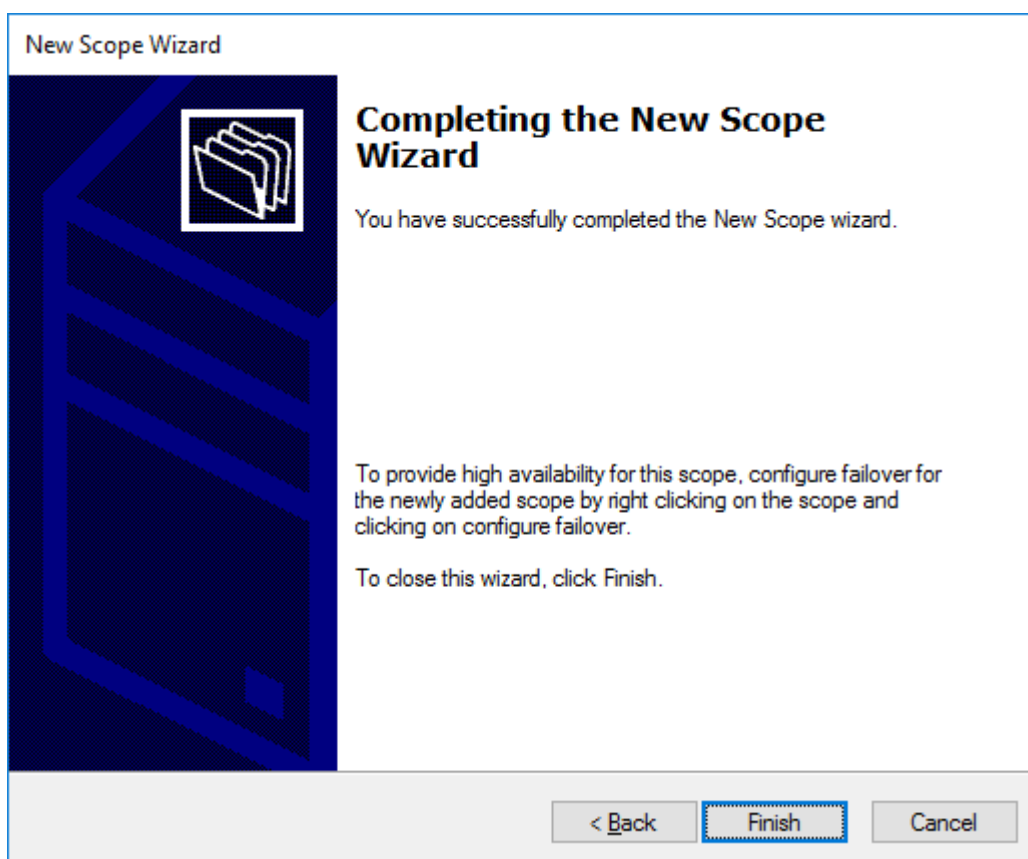 New Scope Wizard
Completing the New Scope
Wizard
You have successfully completed the New Scope wizard.
To provide high availability for this scope, configure failover for
the newly added scope by right clicking on the scope and
clicking on configure failover.
To close this wizard, click Finish.
< Back
Finish
Cancel